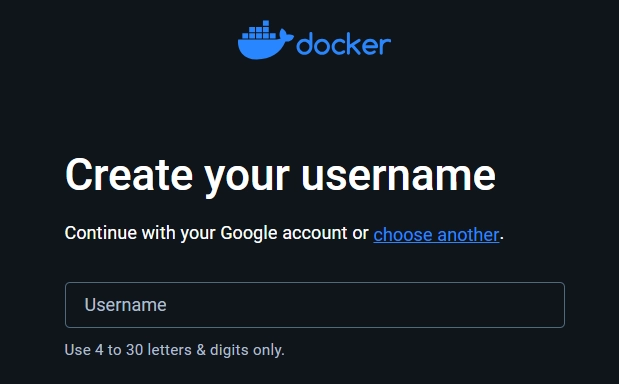 docker
Create your username
Continue with your Google account or choose another.
Username
Use 4 to 30 letters & digits only.